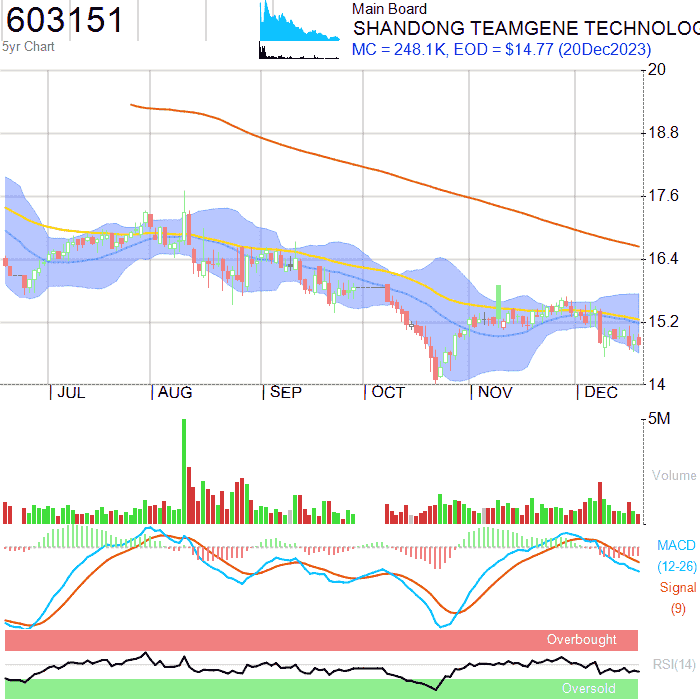 603151
5yr Chart
Main Board
SHANDONG TEAMGENE TECHNOLOG
MC = 248.1K, EOD = $14.77 (20Dec2023)
20
18.8
17.6
16.4
15.2
14
JUL AUG SEP OCT NOV DEC
5M
Volume
MACD
(12-26)
Signal
(9)
Overbought
RSI(14)
Oversold